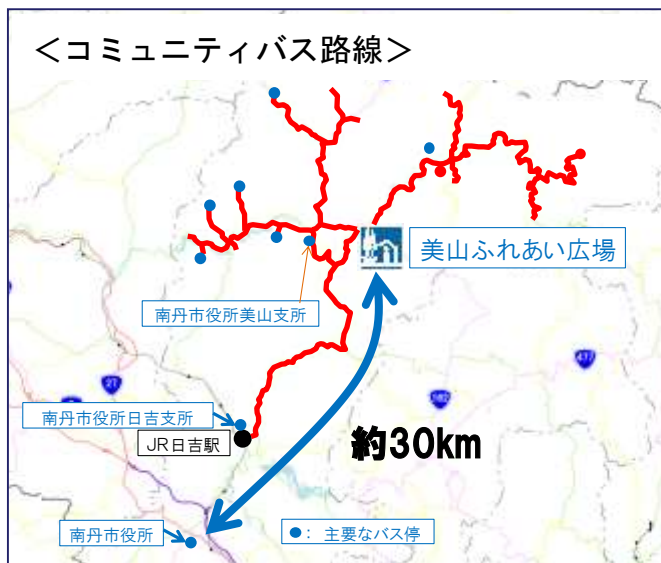 ＜コミュニティバス路線＞
美山ふれあい広場
南丹市役所美山支所
27
477
162
南丹市役所日吉支所
JR日吉駅
約30km
南丹市役所
●： 主要なバス停